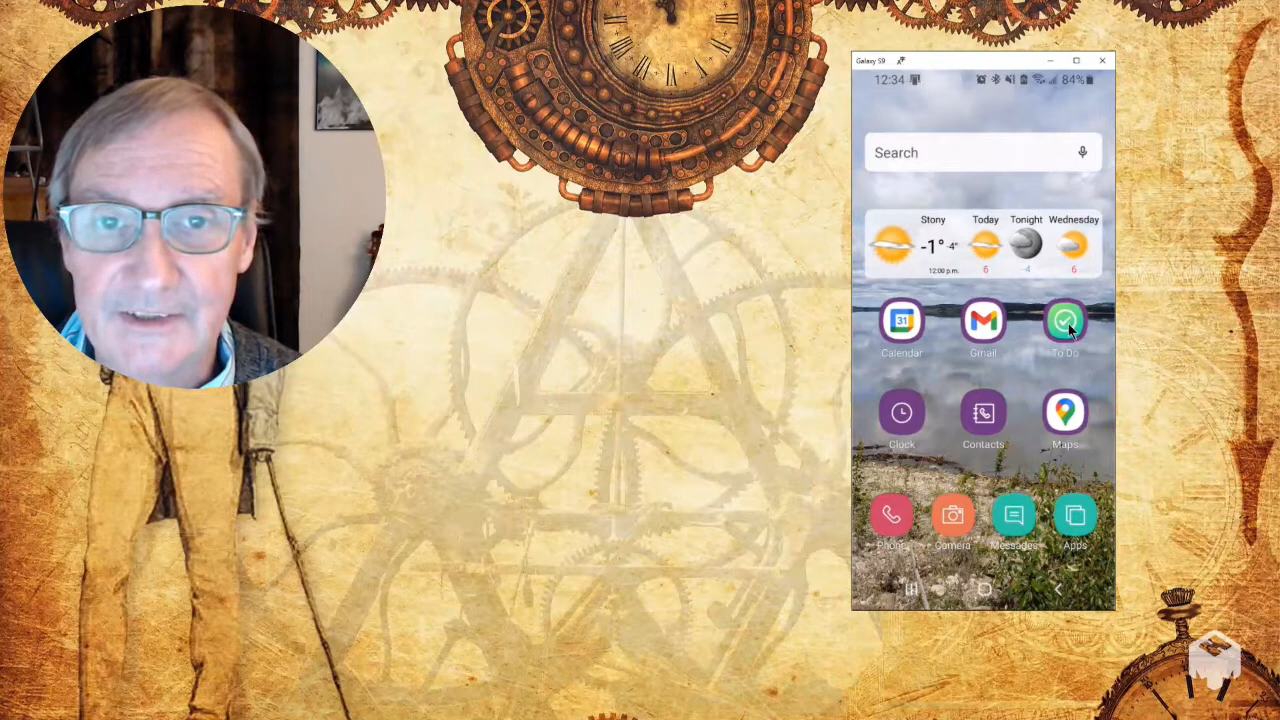 Galaxy S9
12:34 84%
Search
Stony Today Tonight Wednesday
-1° -4°
12:00 p.m. 6 -4 6
31
Calendar Gmail To Do
Clock Contacts Maps
Phone Camera Messages Apps